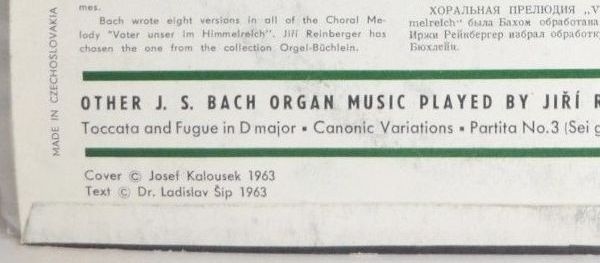 mes.
Bach wrote eight versions in all of the Choral Me-
lody "Voter unser im Himmelreich". Jiří Reinberger has
chosen the one from the collection Orgel-Büchlein.
ХОРАЛЬНАЯ ПРЕЛЮДИЯ „V
melreich" была Бахом обработана
Иржи Рейнбергер избрал обработк
Бюхлейн.
MADE IN CZECHOSLOVAKIA
OTHER J. S. BACH ORGAN MUSIC PLAYED BY JIŘÍ R
Toccata and Fugue in D major ▪ Canonic Variations ▪ Partita No. 3 (Sei g
Cover © Josef Kalousek 1963
Text © Dr. Ladislav Šíp 1963